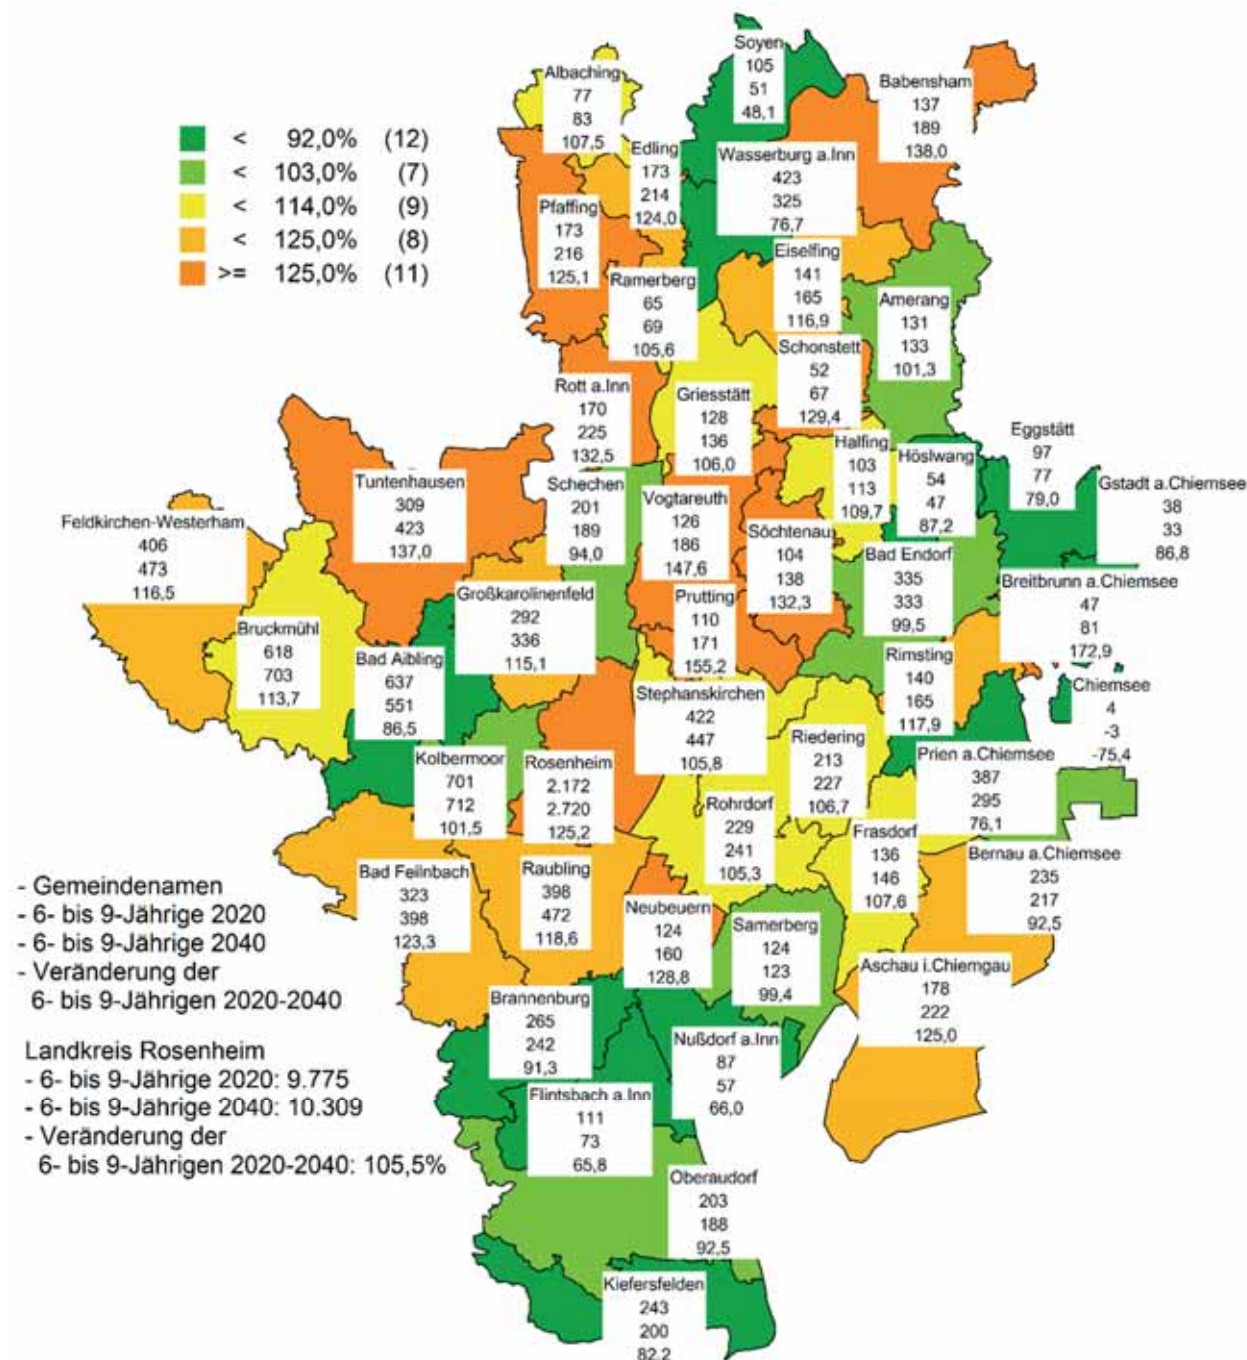 Soyen
105
51
48,1
Albaching
77
83
107,5
Babensham
137
189
138,0
< 92,0% (12)
< 103,0% (7)
< 114,0% (9)
< 125,0% (8)
>= 125,0% (11)
Edling
173
214
124,0
Wasserburg a.Inn
423
325
76,7
Pfaffing
173
216
125,1
Eiselfing
141
165
116,9
Ramerberg
65
69
105,6
Amerang
131
133
101,3
Schonstett
52
67
129,4
Rott a.Inn
170
225
132,5
Griesstätt
128
136
106,0
Halfing
103
113
109,7
Höslwang
54
47
87,2
Eggstätt
97
77
79,0
Gstadt a.Chiemsee
38
33
86,8
Tuntenhausen
309
423
137,0
Schechen
201
189
94,0
Vogtareuth
126
186
147,6
Söchtenau
104
138
132,3
Feldkirchen-Westerham
406
473
116,5
Bad Endorf
335
333
99,5
Breitbrunn a.Chiemsee
47
81
172,9
Großkarolinenfeld
292
336
115,1
Prutting
110
171
155,2
Bruckmühl
618
703
113,7
Bad Aibling
637
551
86,5
Rimsting
140
165
117,9
Chiemsee
4
-3
-75,4
Stephanskirchen
422
447
105,8
Riedering
213
227
106,7
Prien a.Chiemsee
387
295
76,1
Kolbermoor
701
712
101,5
Rosenheim
2.172
2.720
125,2
Rohrdorf
229
241
105,3
Frasdorf
136
146
107,6
Bernau a.Chiemsee
235
217
92,5
Bad Feilnbach
323
398
123,3
Raubling
398
472
118,6
Neubeuern
124
160
128,8
Samerberg
124
123
99,4
Aschau i.Chiemgau
178
222
125,0
- Gemeindenamen
- 6- bis 9-Jährige 2020
- 6- bis 9-Jährige 2040
- Veränderung der
6- bis 9-Jährigen 2020-2040
Brannenburg
265
242
91,3
Nußdorf a.Inn
87
57
66,0
Landkreis Rosenheim
- 6- bis 9-Jährige 2020: 9.775
- 6- bis 9-Jährige 2040: 10.309
- Veränderung der
6- bis 9-Jährigen 2020-2040: 105,5%
Flintsbach a.Inn
111
73
65,8
Oberaudorf
203
188
92,5
Kiefersfelden
243
200
82,2